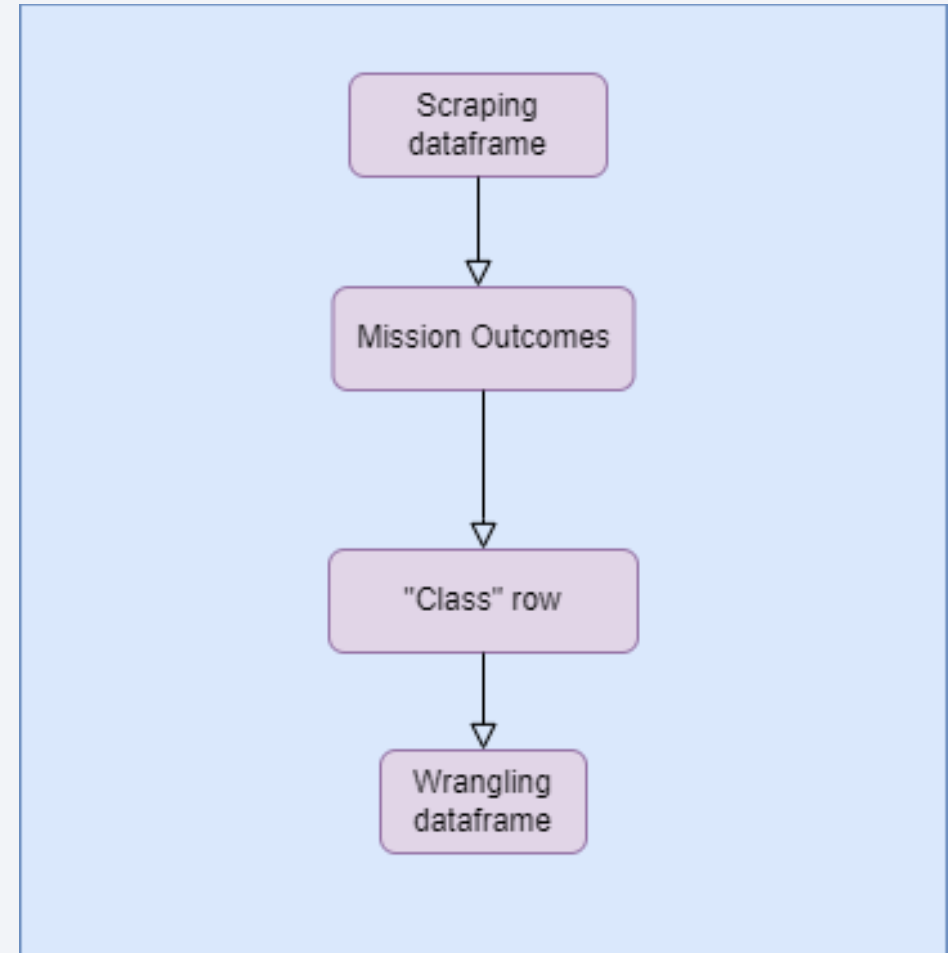 Scraping
dataframe
Mission Outcomes
"Class" row
Wrangling
dataframe